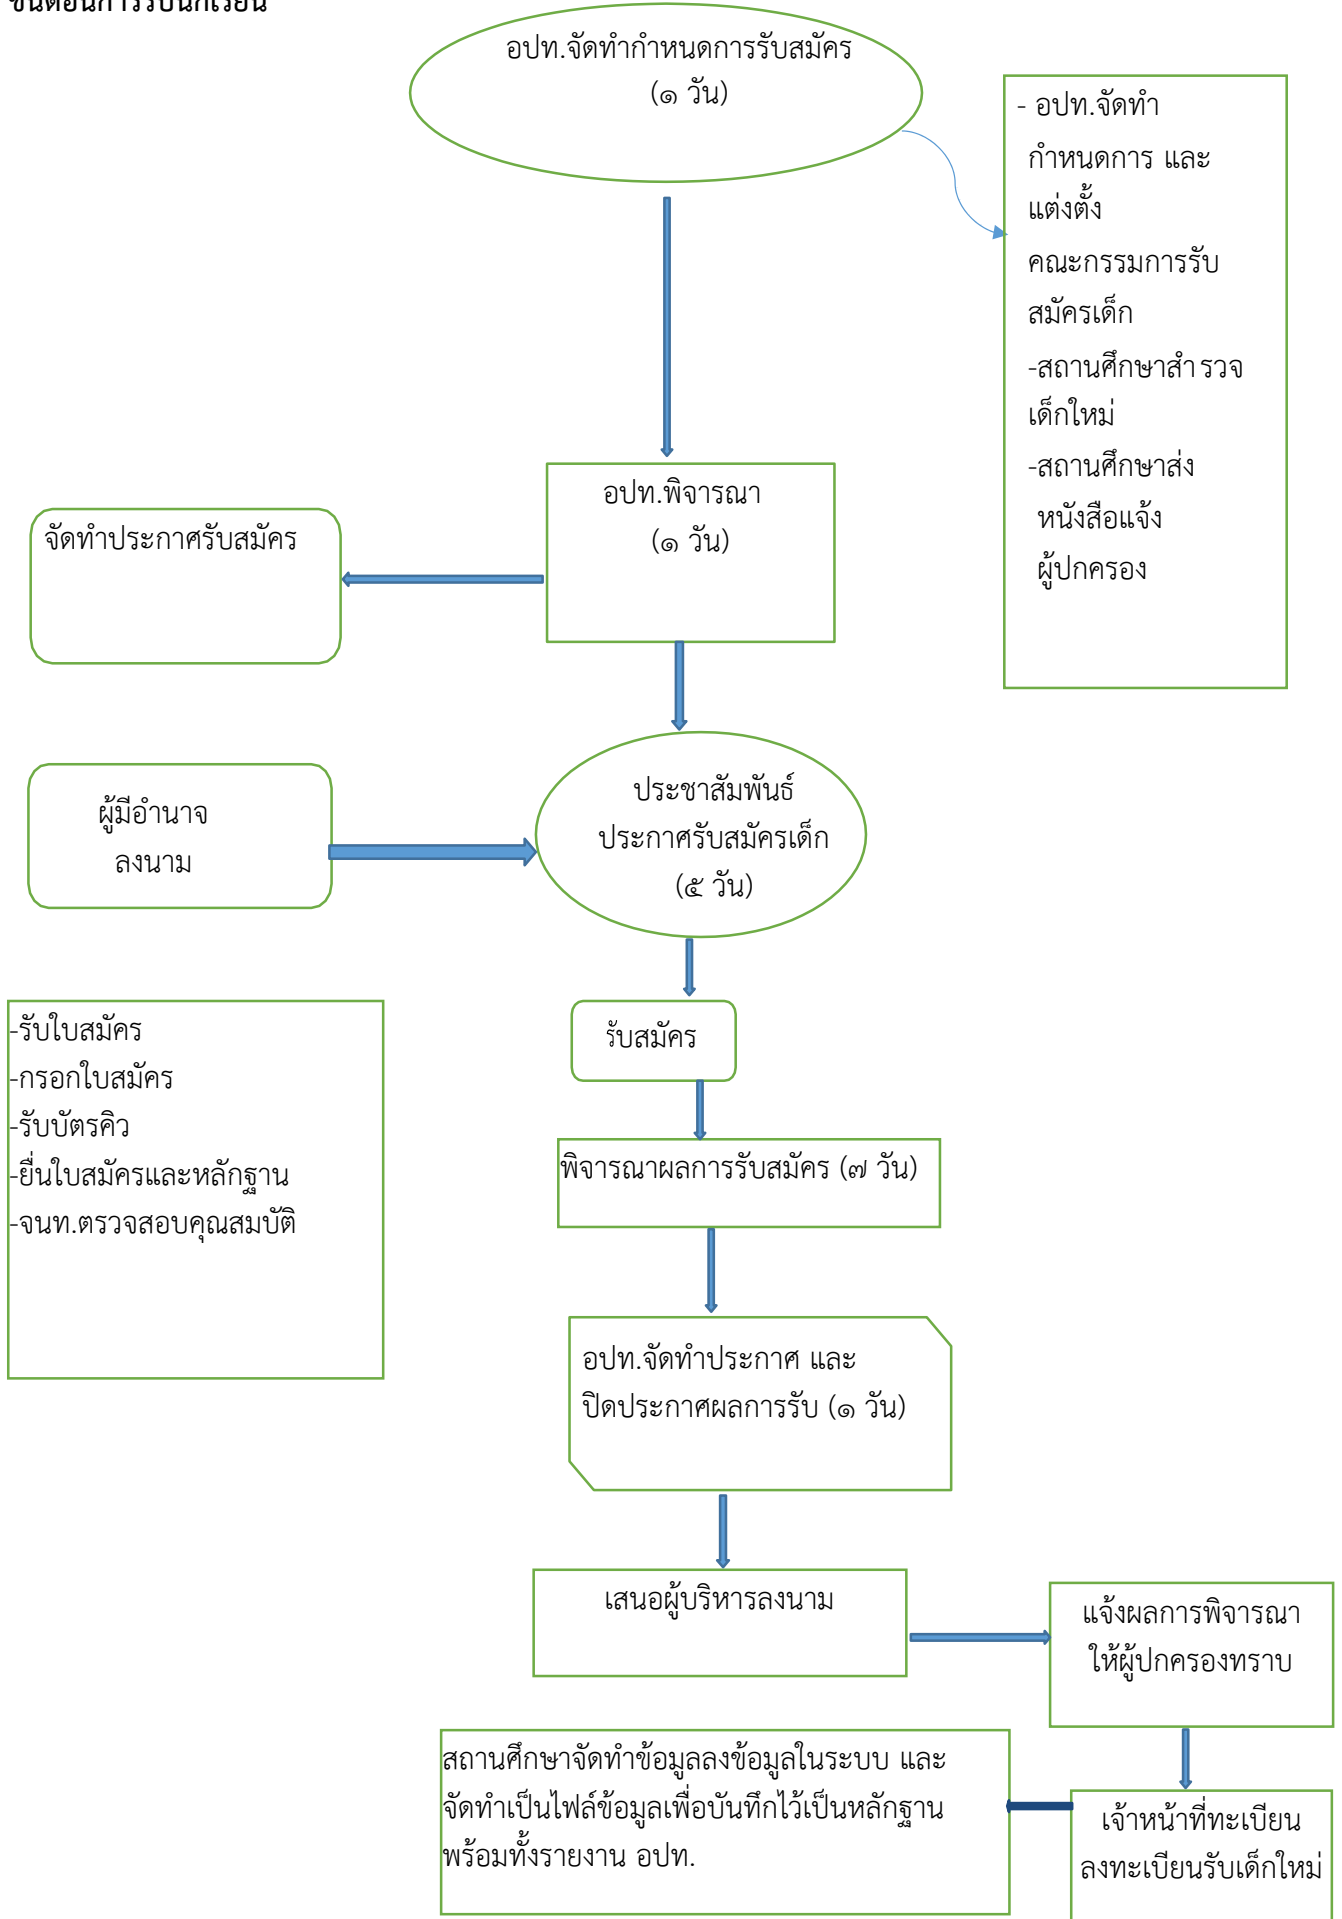 ขั้นตอนการรับนักเรียน
อปท.จัดทำกำหนดการรับสมัคร
(๑ วัน)
- อปท.จัดทำ
กำหนดการ และ
แต่งตั้ง
คณะกรรมการรับ
สมัครเด็ก
-สถานศึกษาสำรวจ
เด็กใหม่
-สถานศึกษาส่ง
หนังสือแจ้ง
ผู้ปกครอง
อปท.พิจารณา
(๑ วัน)
จัดทำประกาศรับสมัคร
ประชาสัมพันธ์
ประกาศรับสมัครเด็ก
(๕ วัน)
ผู้มีอำนาจ
ลงนาม
รับสมัคร
-รับใบสมัคร
-กรอกใบสมัคร
-รับบัตรคิว
-ยื่นใบสมัครและหลักฐาน
-จนท.ตรวจสอบคุณสมบัติ
พิจารณาผลการรับสมัคร (๗ วัน)
อปท.จัดทำประกาศ และ
ปิดประกาศผลการรับ (๑ วัน)
เสนอผู้บริหารลงนาม
แจ้งผลการพิจารณา
ให้ผู้ปกครองทราบ
เจ้าหน้าที่ทะเบียน
ลงทะเบียนรับเด็กใหม่
สถานศึกษาจัดทำข้อมูลลงข้อมูลในระบบ และ
จัดทำเป็นไฟล์ข้อมูลเพื่อบันทึกไว้เป็นหลักฐาน
พร้อมทั้งรายงาน อปท.